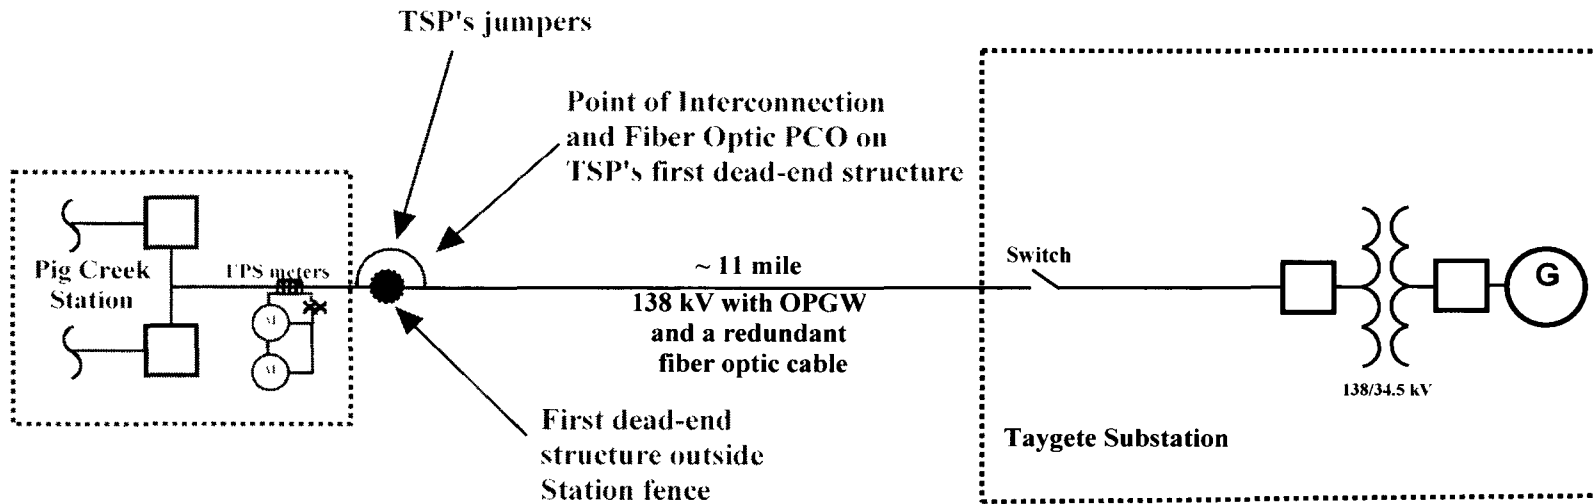 TSP's jumpers
Point of Interconnection
and Fiber Optic PCO on
TSP's first dead-end structure
Pig Creek
Station
EPS meters
M
M
~ 11 mile
138 kV with OPGW
and a redundant
fiber optic cable
Switch
G
138/34.5 kV
First dead-end
structure outside
Station fence
Taygete Substation